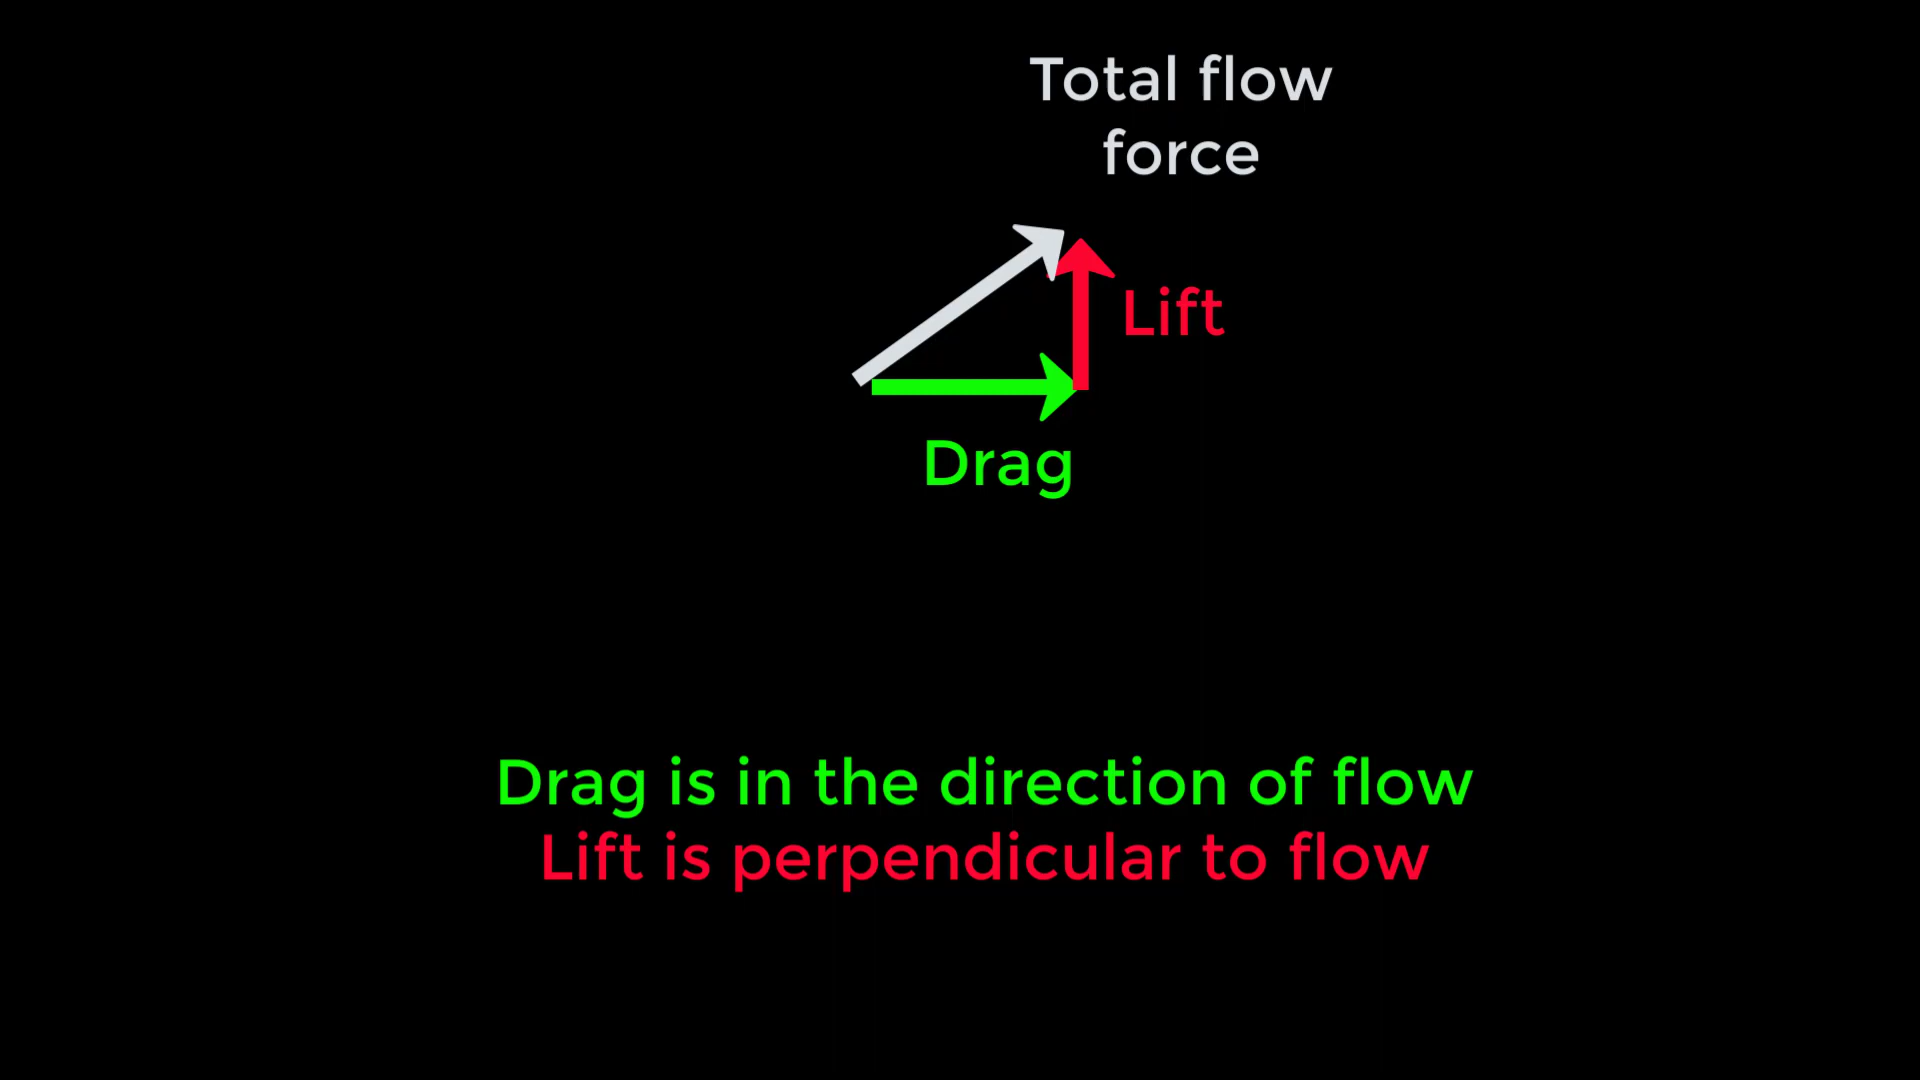 Total flow
force
Lift
Drag
Drag is in the direction of flow
Lift is perpendicular to flow